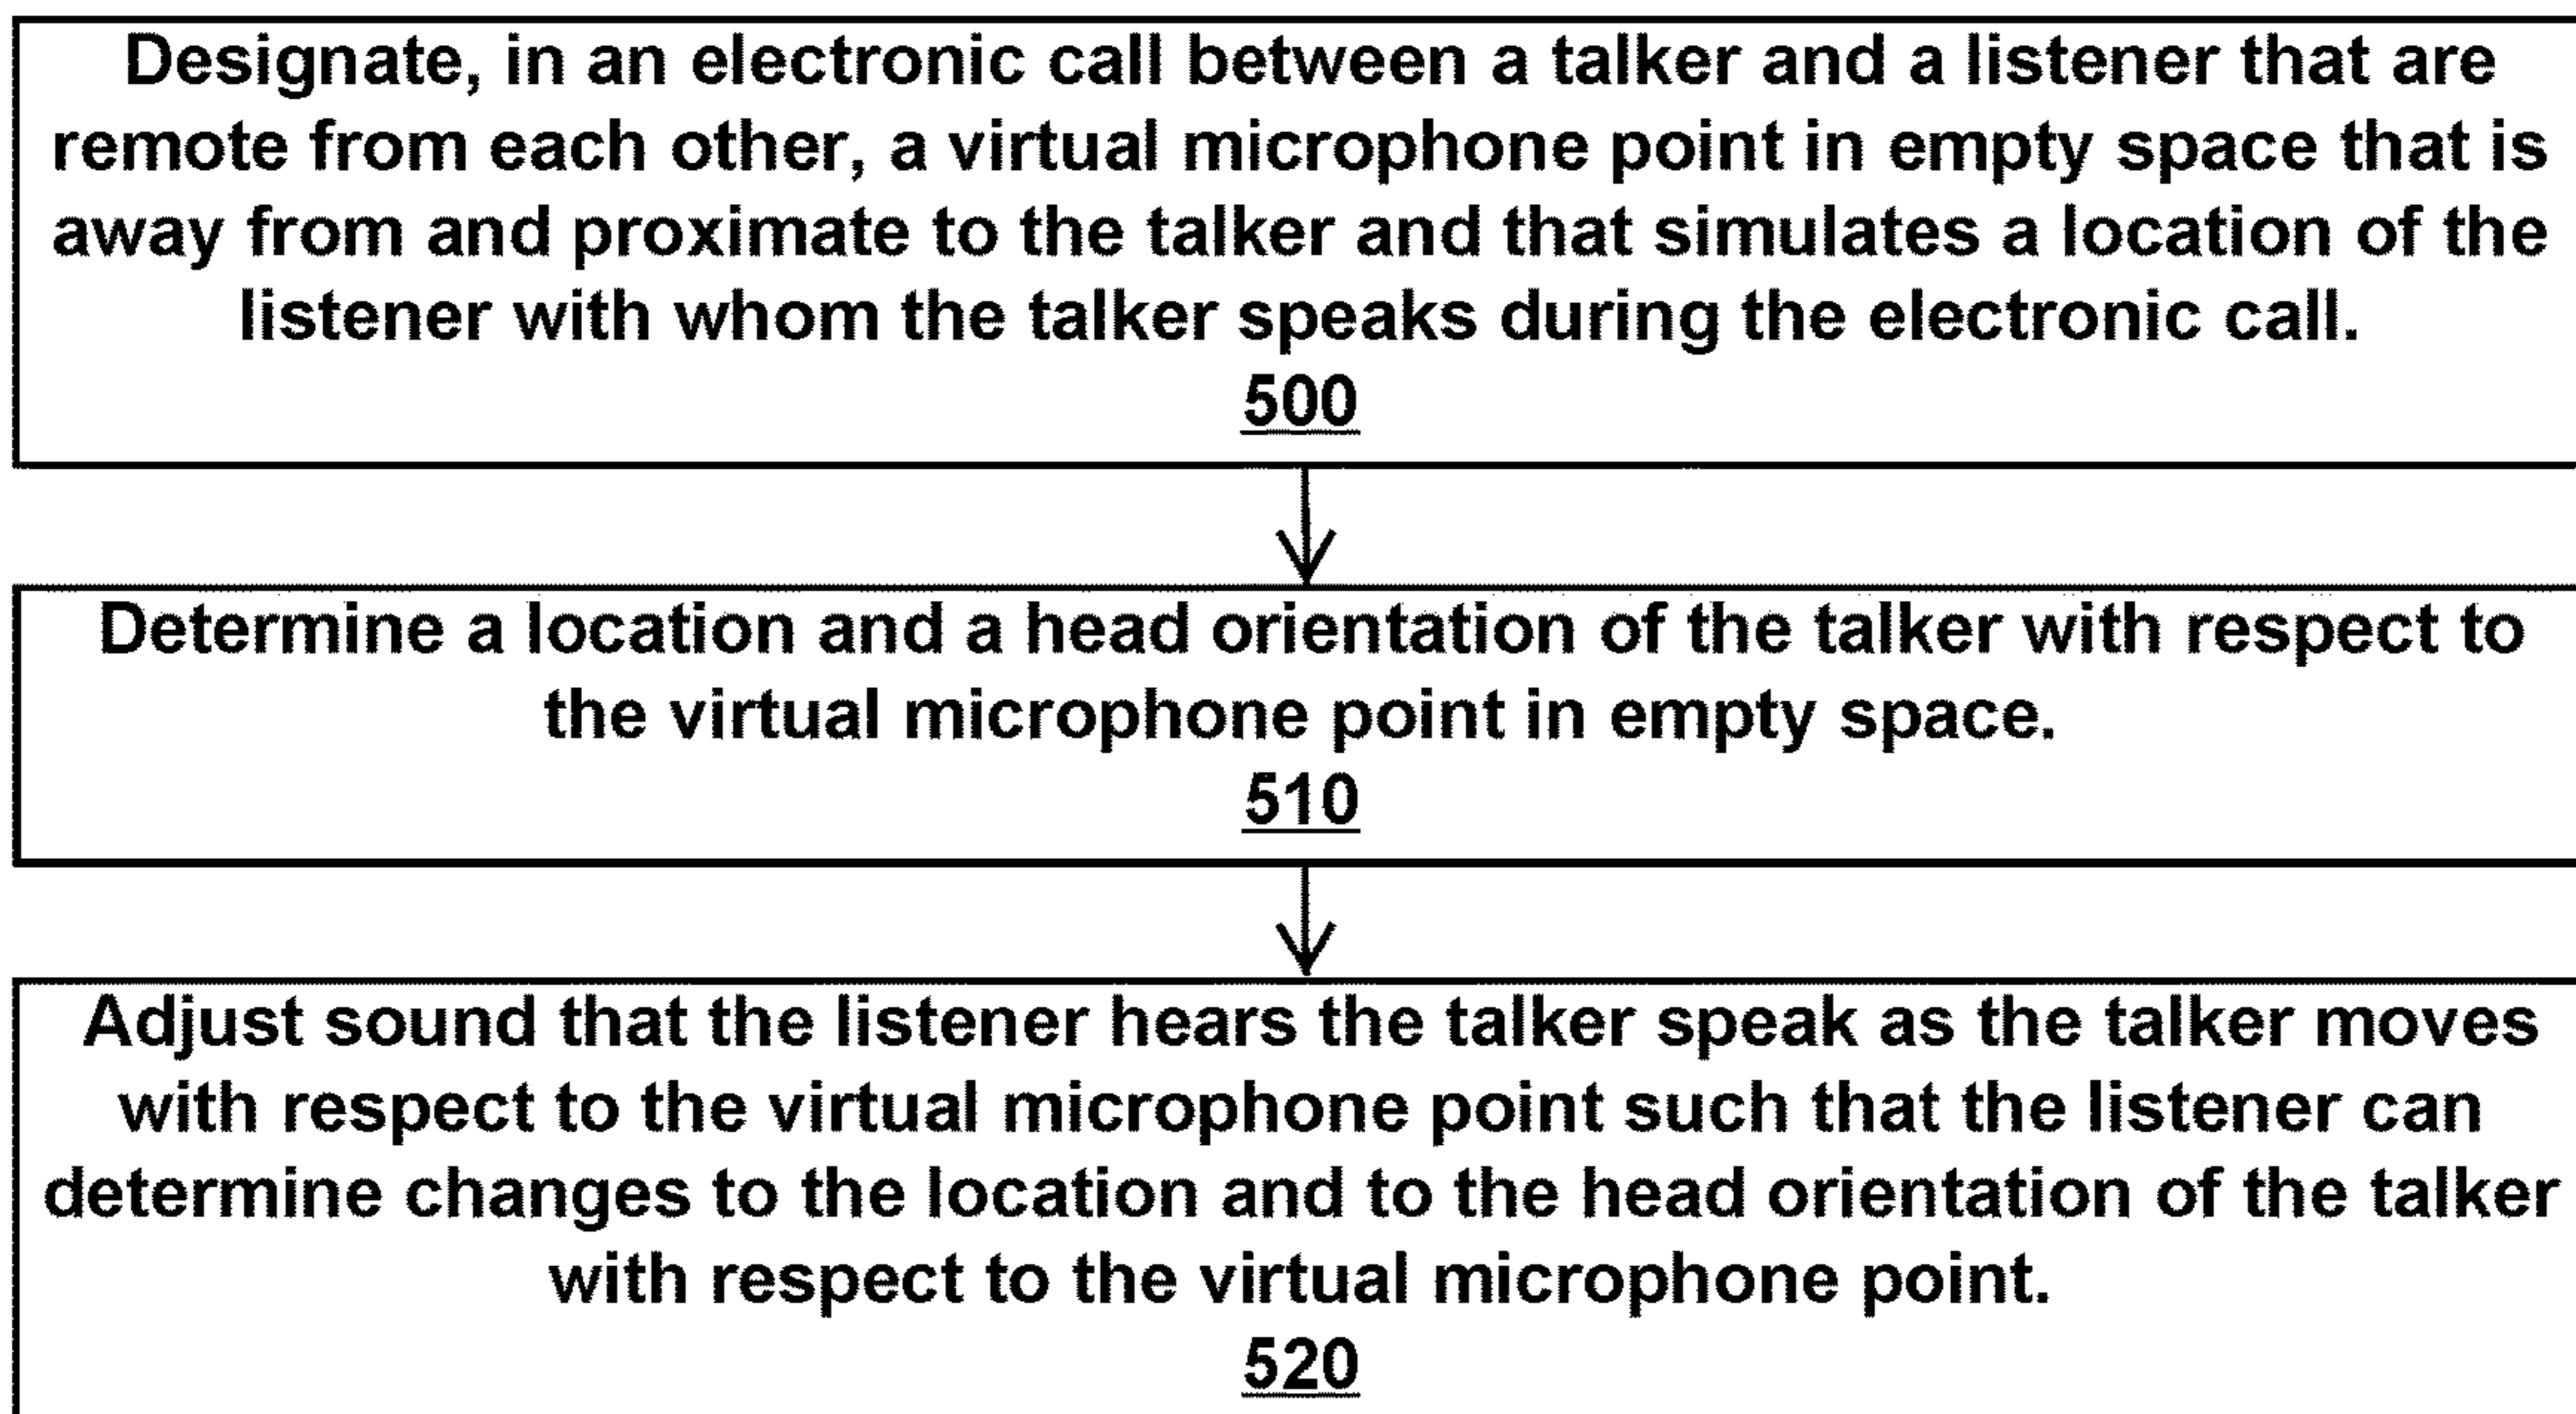 Designate, in an electronic call between a talker and a listener that are
remote from each other, a virtual microphone point in empty space that is
away from and proximate to the talker and that simulates a location of the
listener with whom the talker speaks during the electronic call.
500
Determine a location and a head orientation of the talker with respect to
the virtual microphone point in empty space.
510
Adjust sound that the listener hears the talker speak as the talker moves
with respect to the virtual microphone point such that the listener can
determine changes to the location and to the head orientation of the talker
with respect to the virtual microphone point.
520